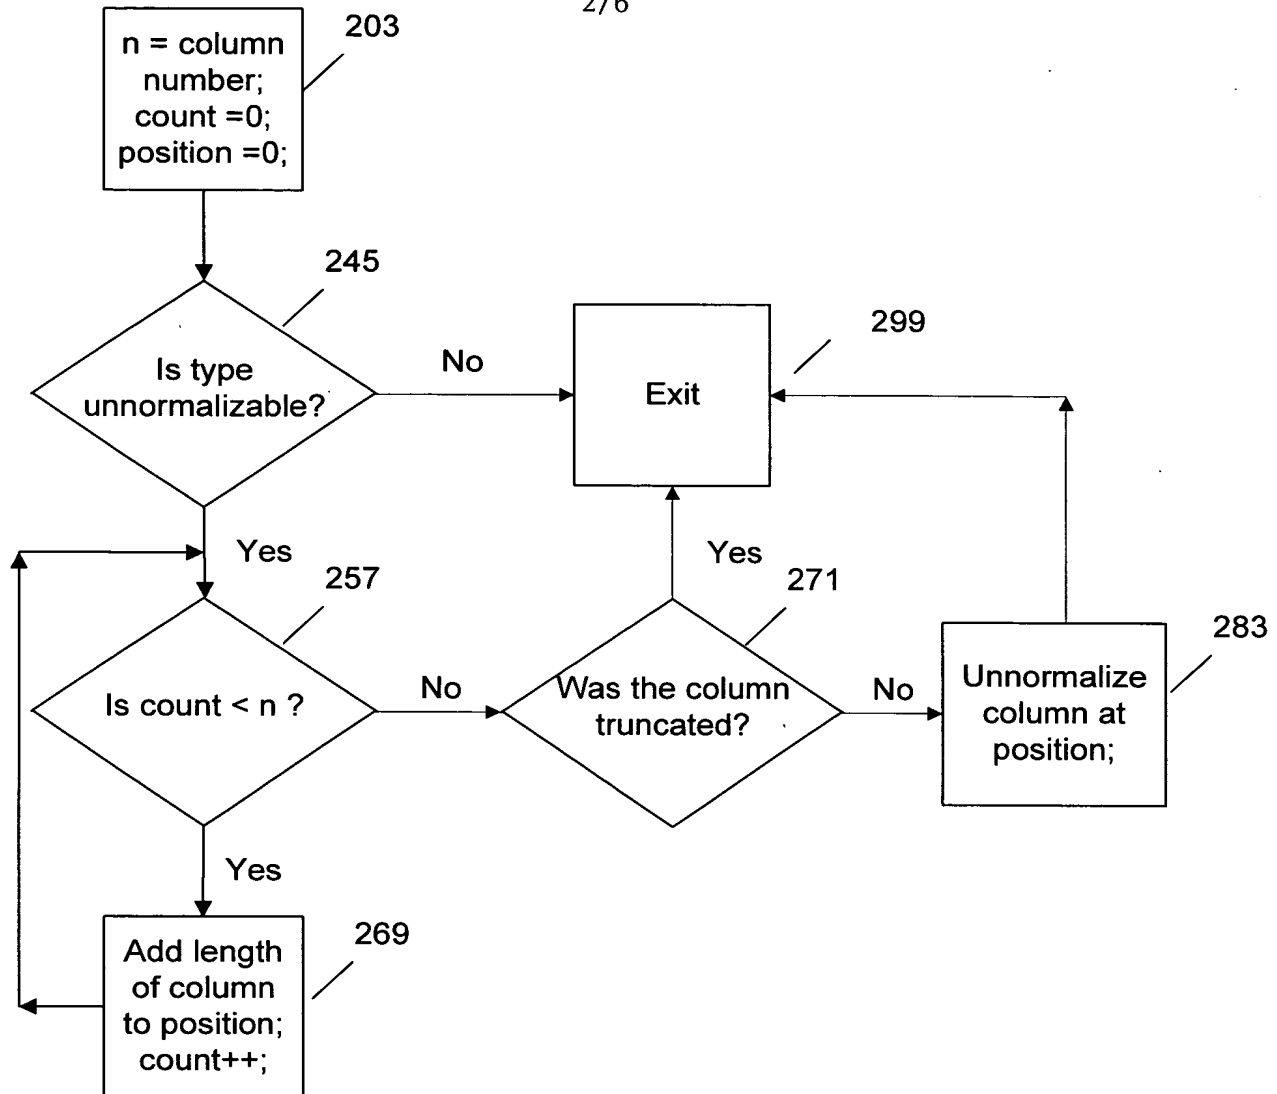 2/6
203
n = column
number;
count =0;
position =0;
245
Is type
unnormalizable?
No
Exit
299
Yes
257
Is count < n ?
No
Yes
271
Was the column
truncated?
No
Unnormalize
column at
position;
283
Yes
Add length
of column
to position;
count++;
269